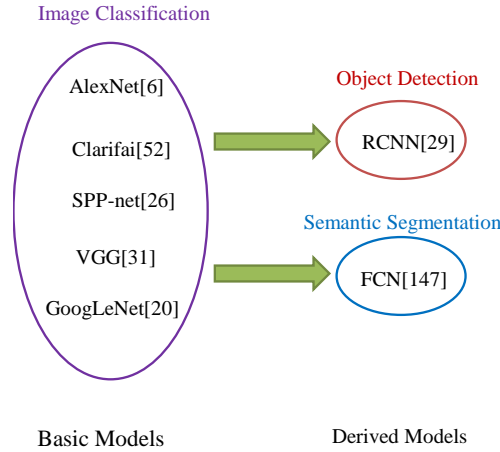 Image Classification
AlexNet[6]
Clarifai[52]
SPP-net[26]
VGG[31]
GoogLeNet[20]
Basic Models
Object Detection
RCNN[29]
Semantic Segmentation
FCN[147]
Derived Models